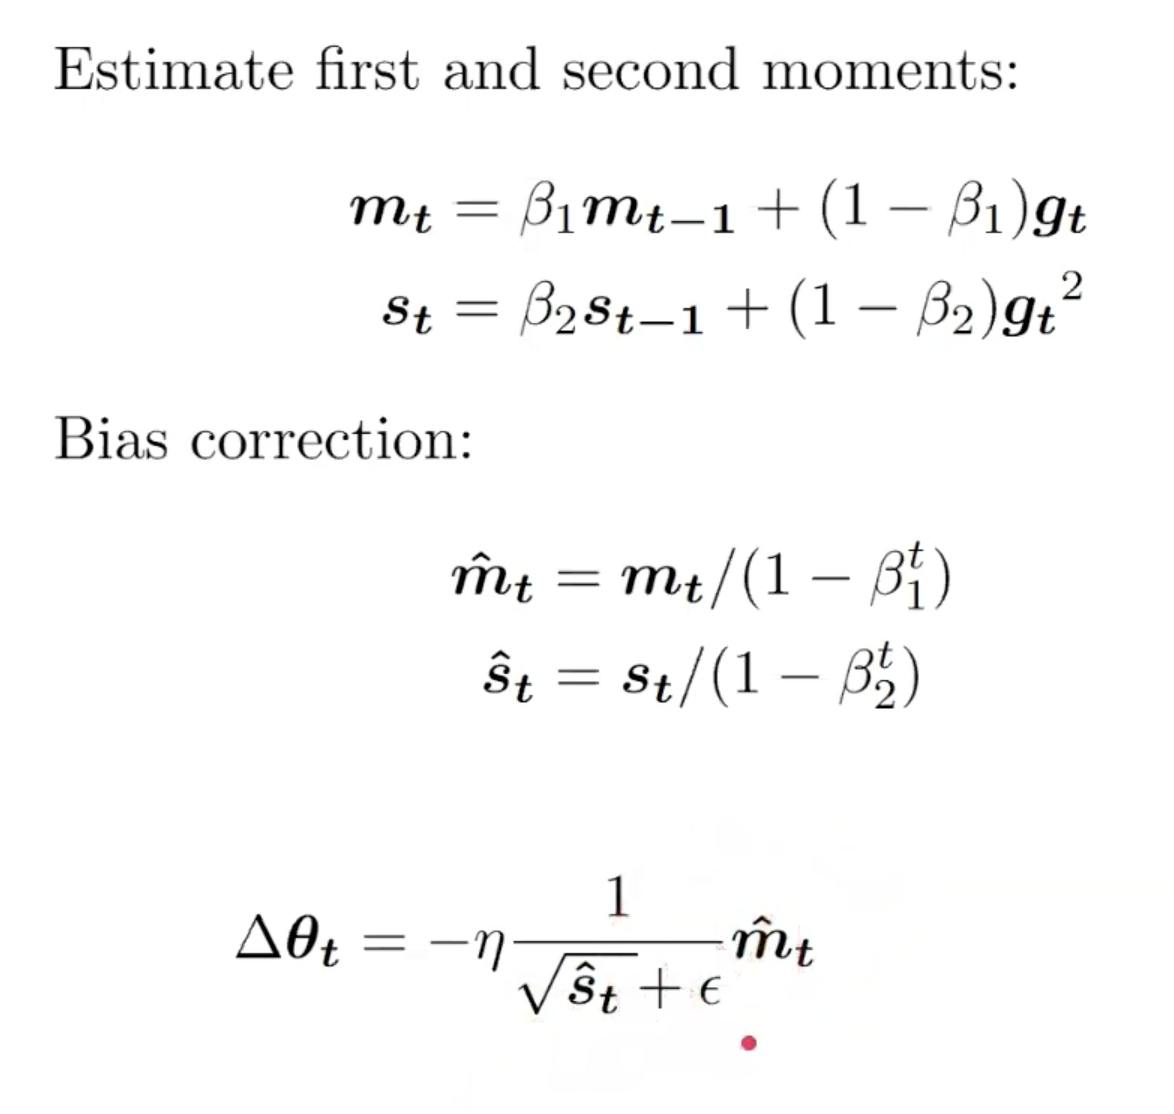 Estimate first and second moments:
$\boldsymbol{m_t} = \beta_1 \boldsymbol{m_{t-1}} + (1 - \beta_1)\boldsymbol{g_t}$
$\boldsymbol{s_t} = \beta_2 \boldsymbol{s_{t-1}} + (1 - \beta_2)\boldsymbol{g_t}^2$
Bias correction:
$\boldsymbol{\hat{m}_t} = \boldsymbol{m_t}/(1 - \beta_1^t)$
$\boldsymbol{\hat{s}_t} = \boldsymbol{s_t}/(1 - \beta_2^t)$
$\Delta\boldsymbol{\theta_t} = -\eta \frac{1}{\sqrt{\boldsymbol{\hat{s}_t}} + \epsilon} \boldsymbol{\hat{m}_t}$